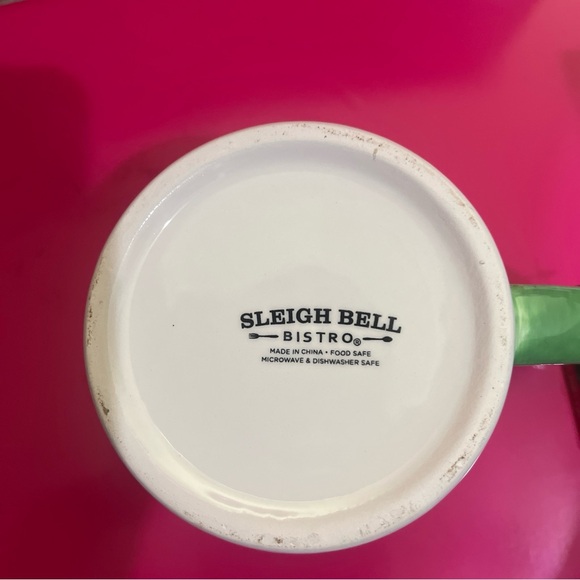 SLEIGH BELL
BISTRO®
MADE IN CHINA • FOOD SAFE
MICROWAVE & DISHWASHER SAFE